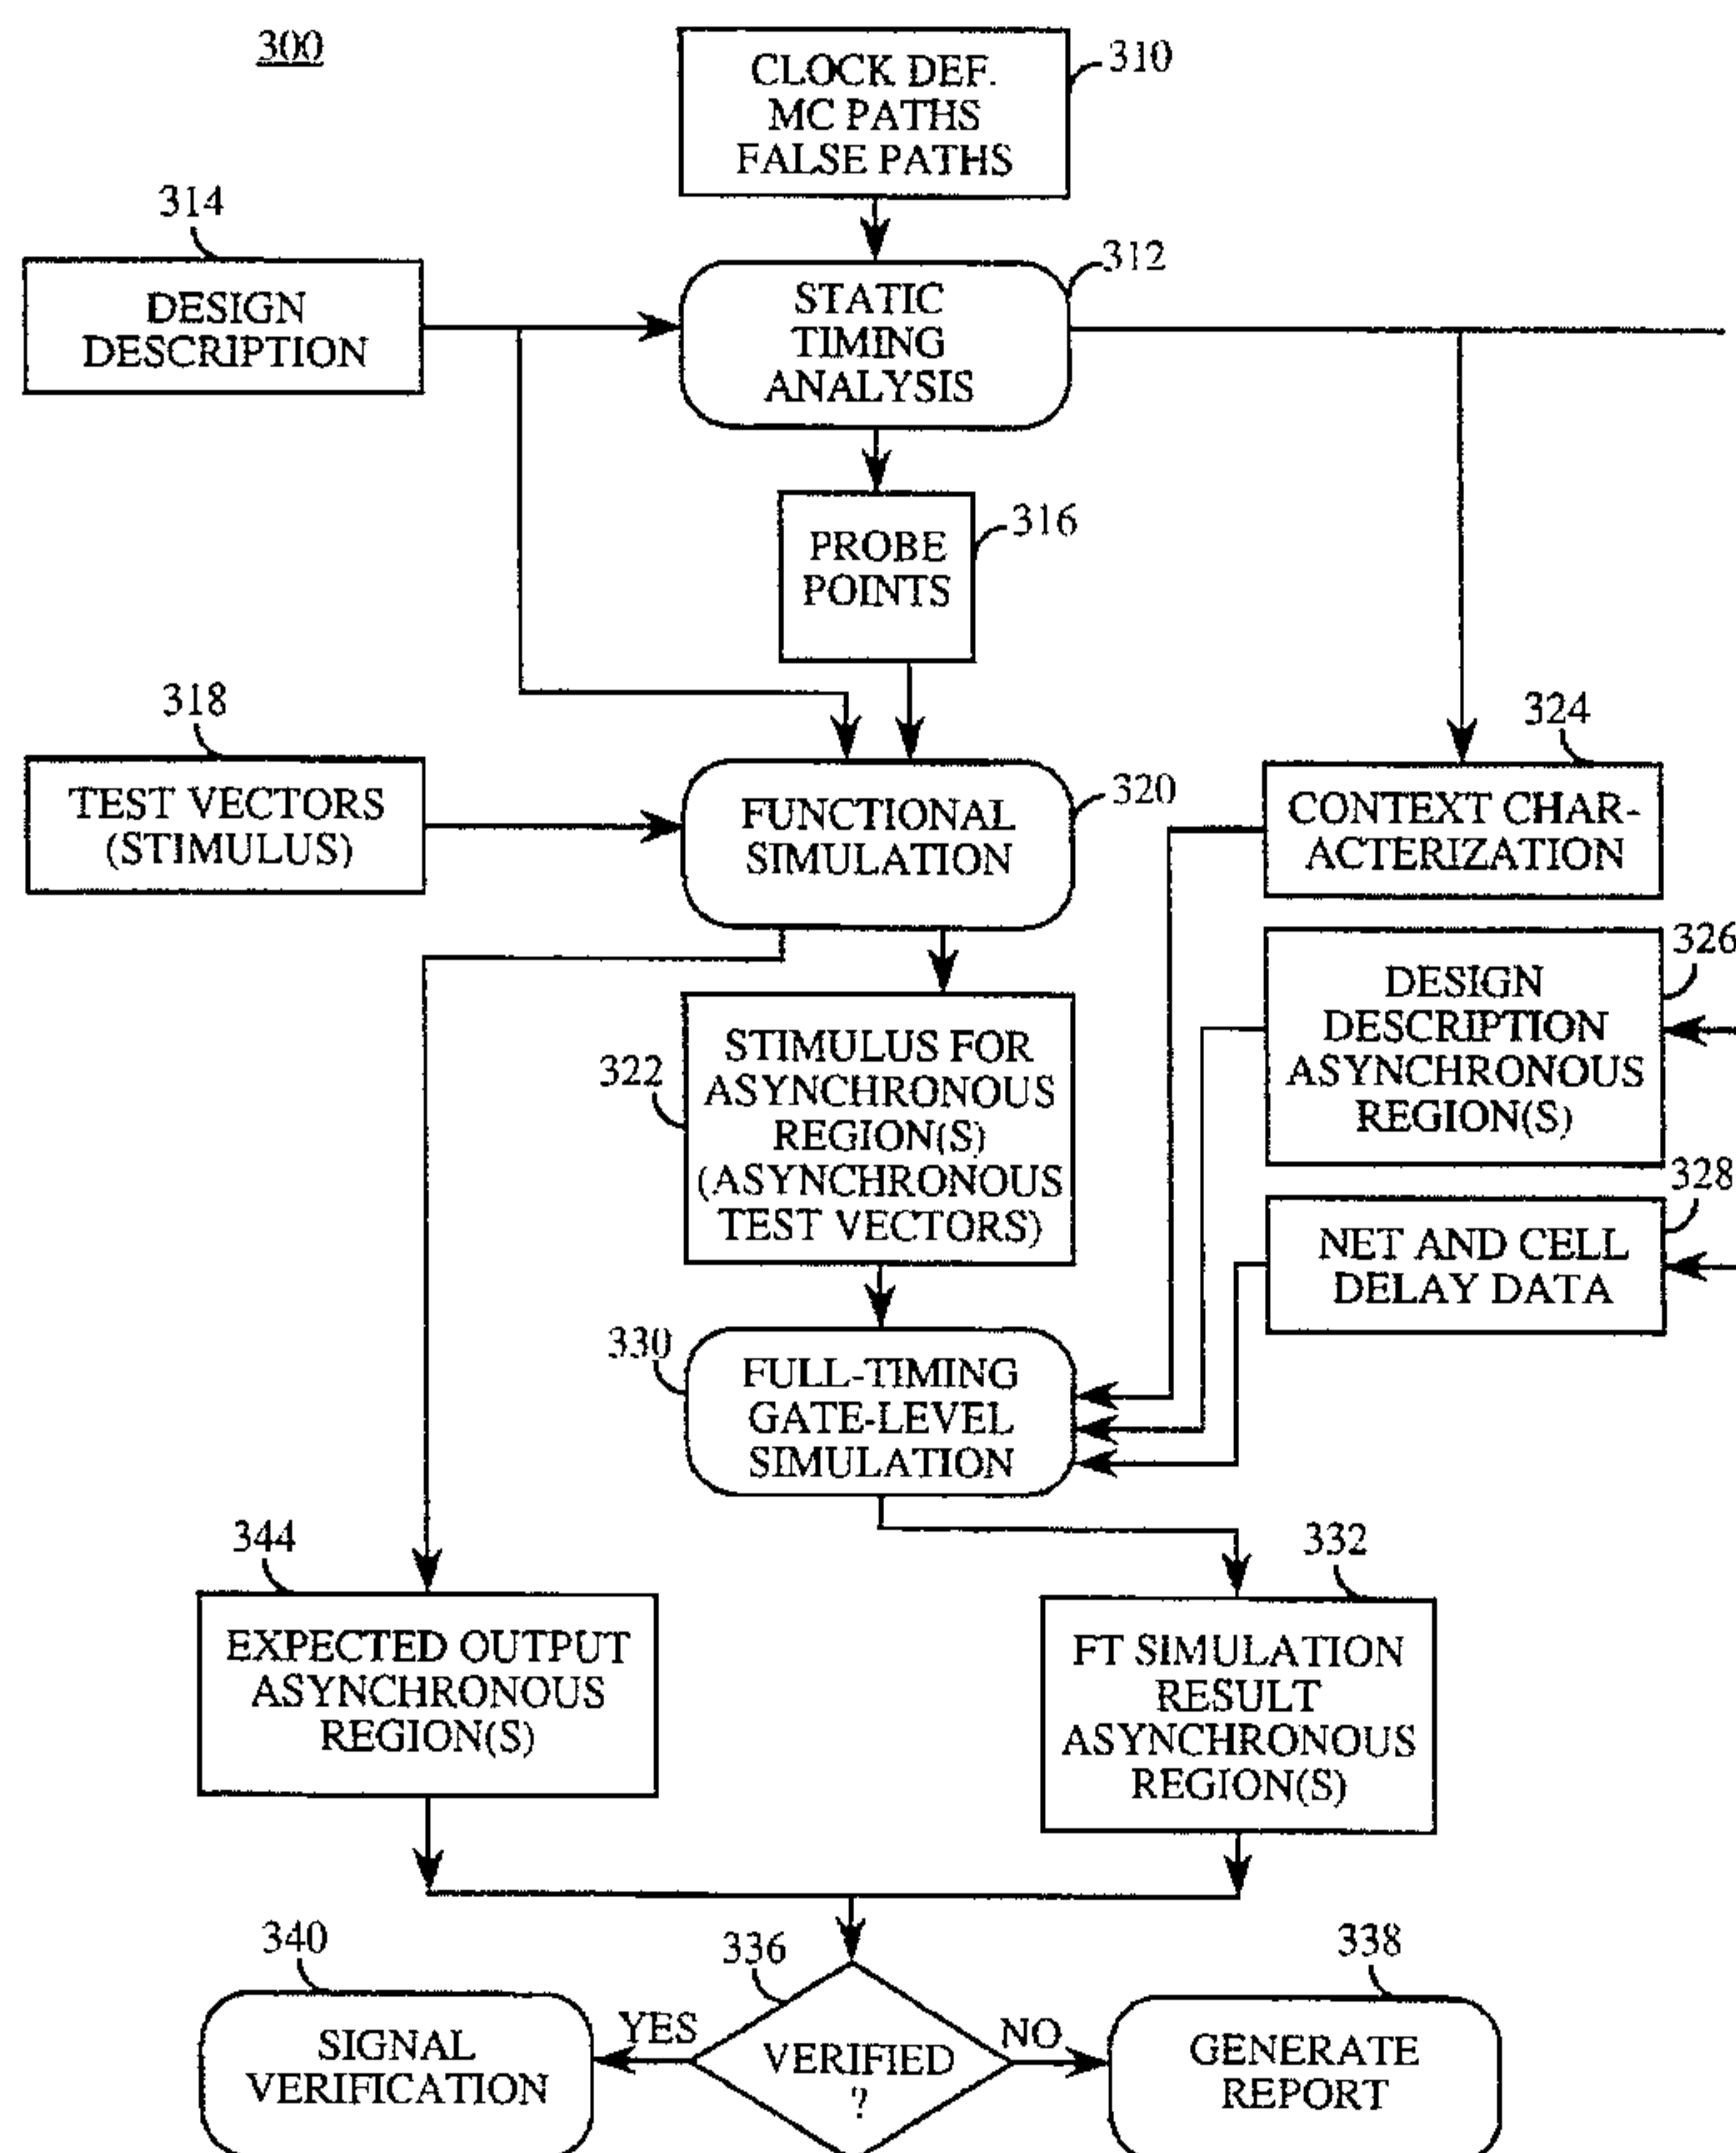 300
CLOCK DEF.
MC PATHS
FALSE PATHS
310
314
DESIGN
DESCRIPTION
STATIC
TIMING
ANALYSIS
312
PROBE
POINTS
316
318
TEST VECTORS
(STIMULUS)
FUNCTIONAL
SIMULATION
320
324
CONTEXT CHAR-
ACTERIZATION
326
DESIGN
DESCRIPTION
ASYNCHRONOUS
REGION(S)
322
STIMULUS FOR
ASYNCHRONOUS
REGION(S)
(ASYNCHRONOUS
TEST VECTORS)
328
NET AND CELL
DELAY DATA
330
FULL-TIMING
GATE-LEVEL
SIMULATION
344
EXPECTED OUTPUT
ASYNCHRONOUS
REGION(S)
332
FT SIMULATION
RESULT
ASYNCHRONOUS
REGION(S)
340
SIGNAL
VERIFICATION
YES
336
VERIFIED
?
NO
338
GENERATE
REPORT